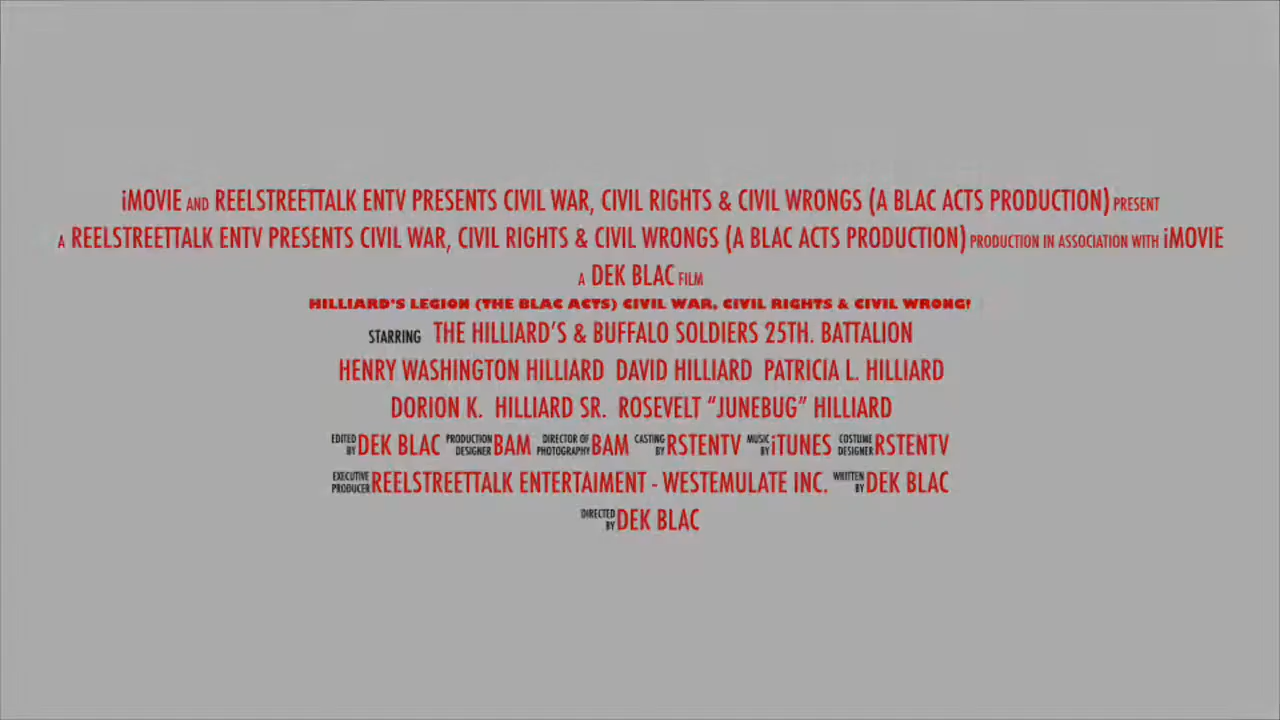 iMOVIE AND REELSTREETTALK ENTV PRESENTS CIVIL WAR, CIVIL RIGHTS & CIVIL WRONGS (A BLAC ACTS PRODUCTION) PRESENT
A REELSTREETTALK ENTV PRESENTS CIVIL WAR, CIVIL RIGHTS & CIVIL WRONGS (A BLAC ACTS PRODUCTION) PRODUCTION IN ASSOCIATION WITH iMOVIE
A DEK BLAC FILM
HILLIARD'S LEGION (THE BLAC ACTS) CIVIL WAR, CIVIL RIGHTS & CIVIL WRONG!
STARRING THE HILLIARD'S & BUFFALO SOLDIERS 25TH. BATTALION
HENRY WASHINGTON HILLIARD DAVID HILLIARD PATRICIA L. HILLIARD
DORION K. HILLIARD SR. ROSEVELT “JUNEBUG” HILLIARD
EDITED BY DEK BLAC PRODUCTION DESIGNER BAM DIRECTOR OF PHOTOGRAPHY BAM CASTING BY RSTENTV MUSIC BY iTUNES COSTUME DESIGNER RSTENTV
EXECUTIVE PRODUCER REELSTREETTALK ENTERTAIMENT - WESTEMULATE INC. WRITTEN BY DEK BLAC
DIRECTED BY DEK BLAC